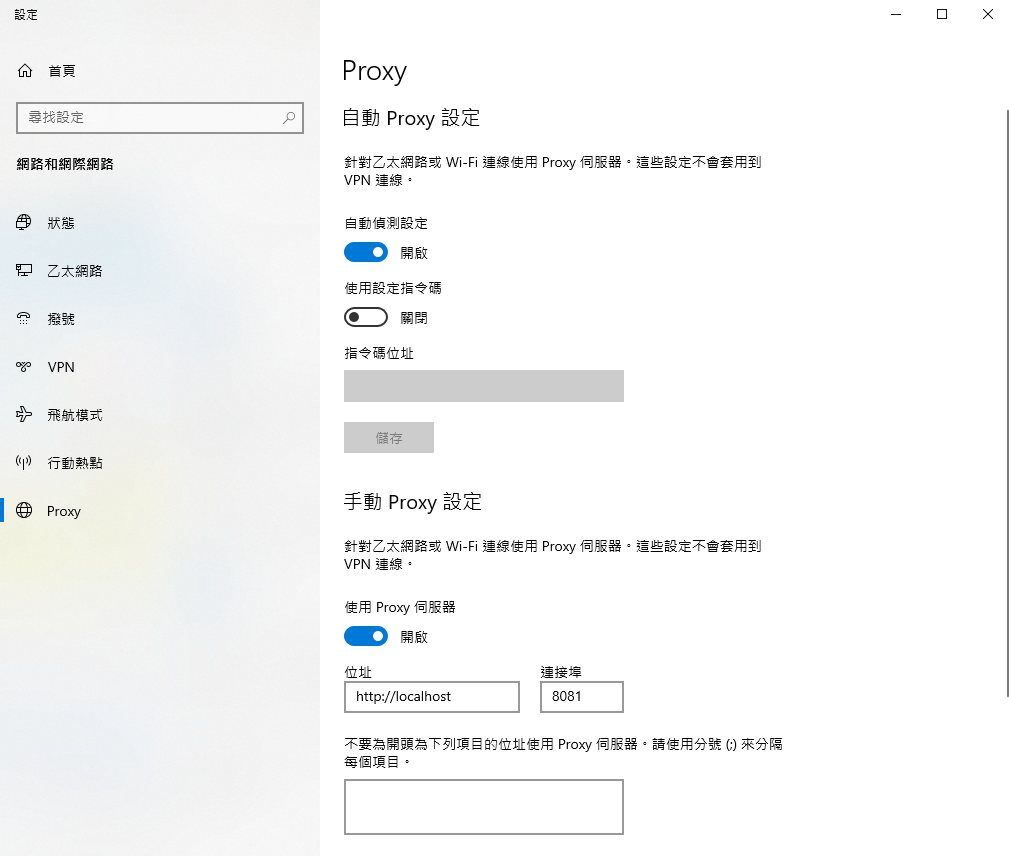 設定
首頁
尋找設定
網路和網際網路
狀態
乙太網路
撥號
VPN
飛航模式
行動熱點
Proxy
Proxy
自動 Proxy 設定
針對乙太網路或 Wi-Fi 連線使用 Proxy 伺服器。這些設定不會套用到
VPN 連線。
自動偵測設定
開啟
使用設定指令碼
關閉
指令碼位址
儲存
手動 Proxy 設定
針對乙太網路或 Wi-Fi 連線使用 Proxy 伺服器。這些設定不會套用到
VPN 連線。
使用 Proxy 伺服器
開啟
位址 連接埠
http://localhost 8081
不要為開頭為下列項目的位址使用 Proxy 伺服器。請使用分號 (;) 來分隔
每個項目。